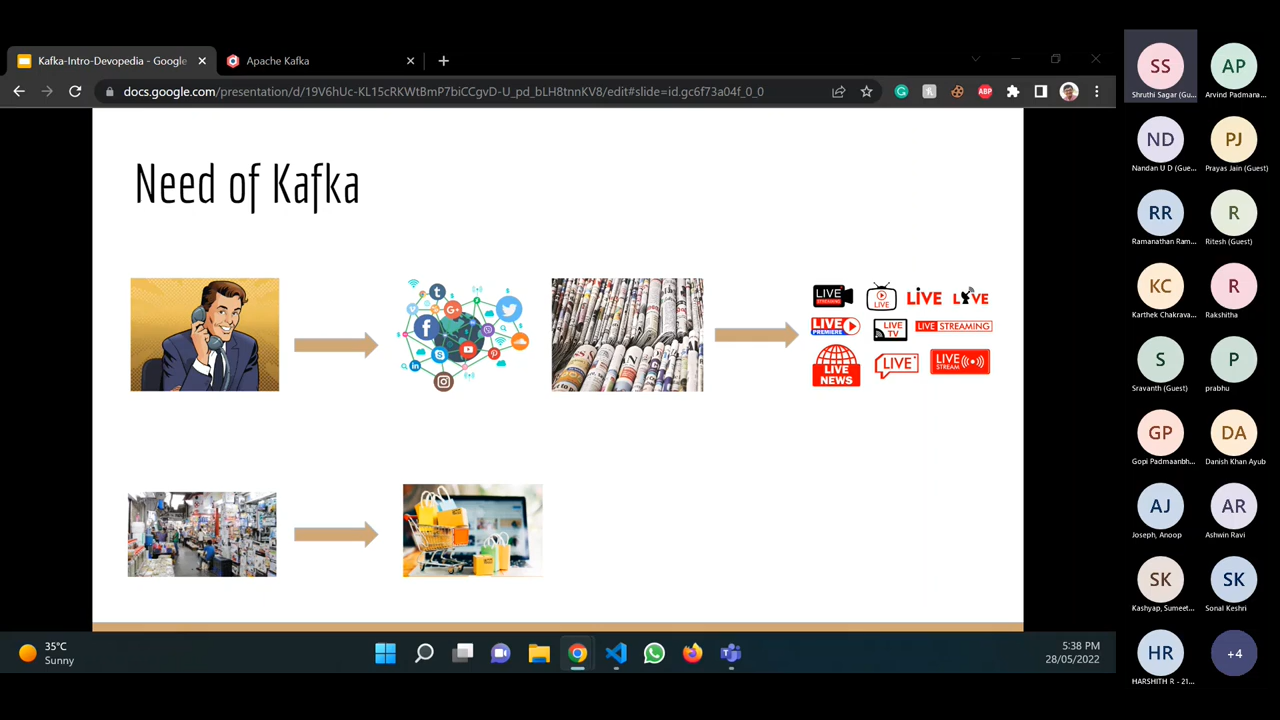 Kafka-Intro-Devopedia - Google
Apache Kafka
docs.google.com/presentation/d/19V6hUc-KL15cRKWtBmP7biCCgvD-U_pd_bLH8tnnKV8/edit#slide=id.gc6f73a04f_0_0
ABP
Need of Kafka
LIVE
STREAMING
LIVE
LIVE
LIVE
LIVE
PREMIERE
LIVE
TV
LIVE STREAMING
LIVE
NEWS
LIVE
LIVE
STREAM
35°C
Sunny
5:38 PM
28/05/2022
SS
Shruthi Sagar (Gu...
AP
Arvind Padmana...
ND
Nandan U D (Gue...
PJ
Prayas Jain (Guest)
RR
Ramanathan Ram...
R
Ritesh (Guest)
KC
Karthek Chakrava...
R
Rakshitha
S
Sravanth (Guest)
P
prabhu
GP
Gopi Padmaanbh...
DA
Danish Khan Ayub
AJ
Joseph, Anoop
AR
Ashwin Ravi
SK
Kashyap, Sumeet...
SK
Sonal Keshri
HR
HARSHITH R - 21...
+4